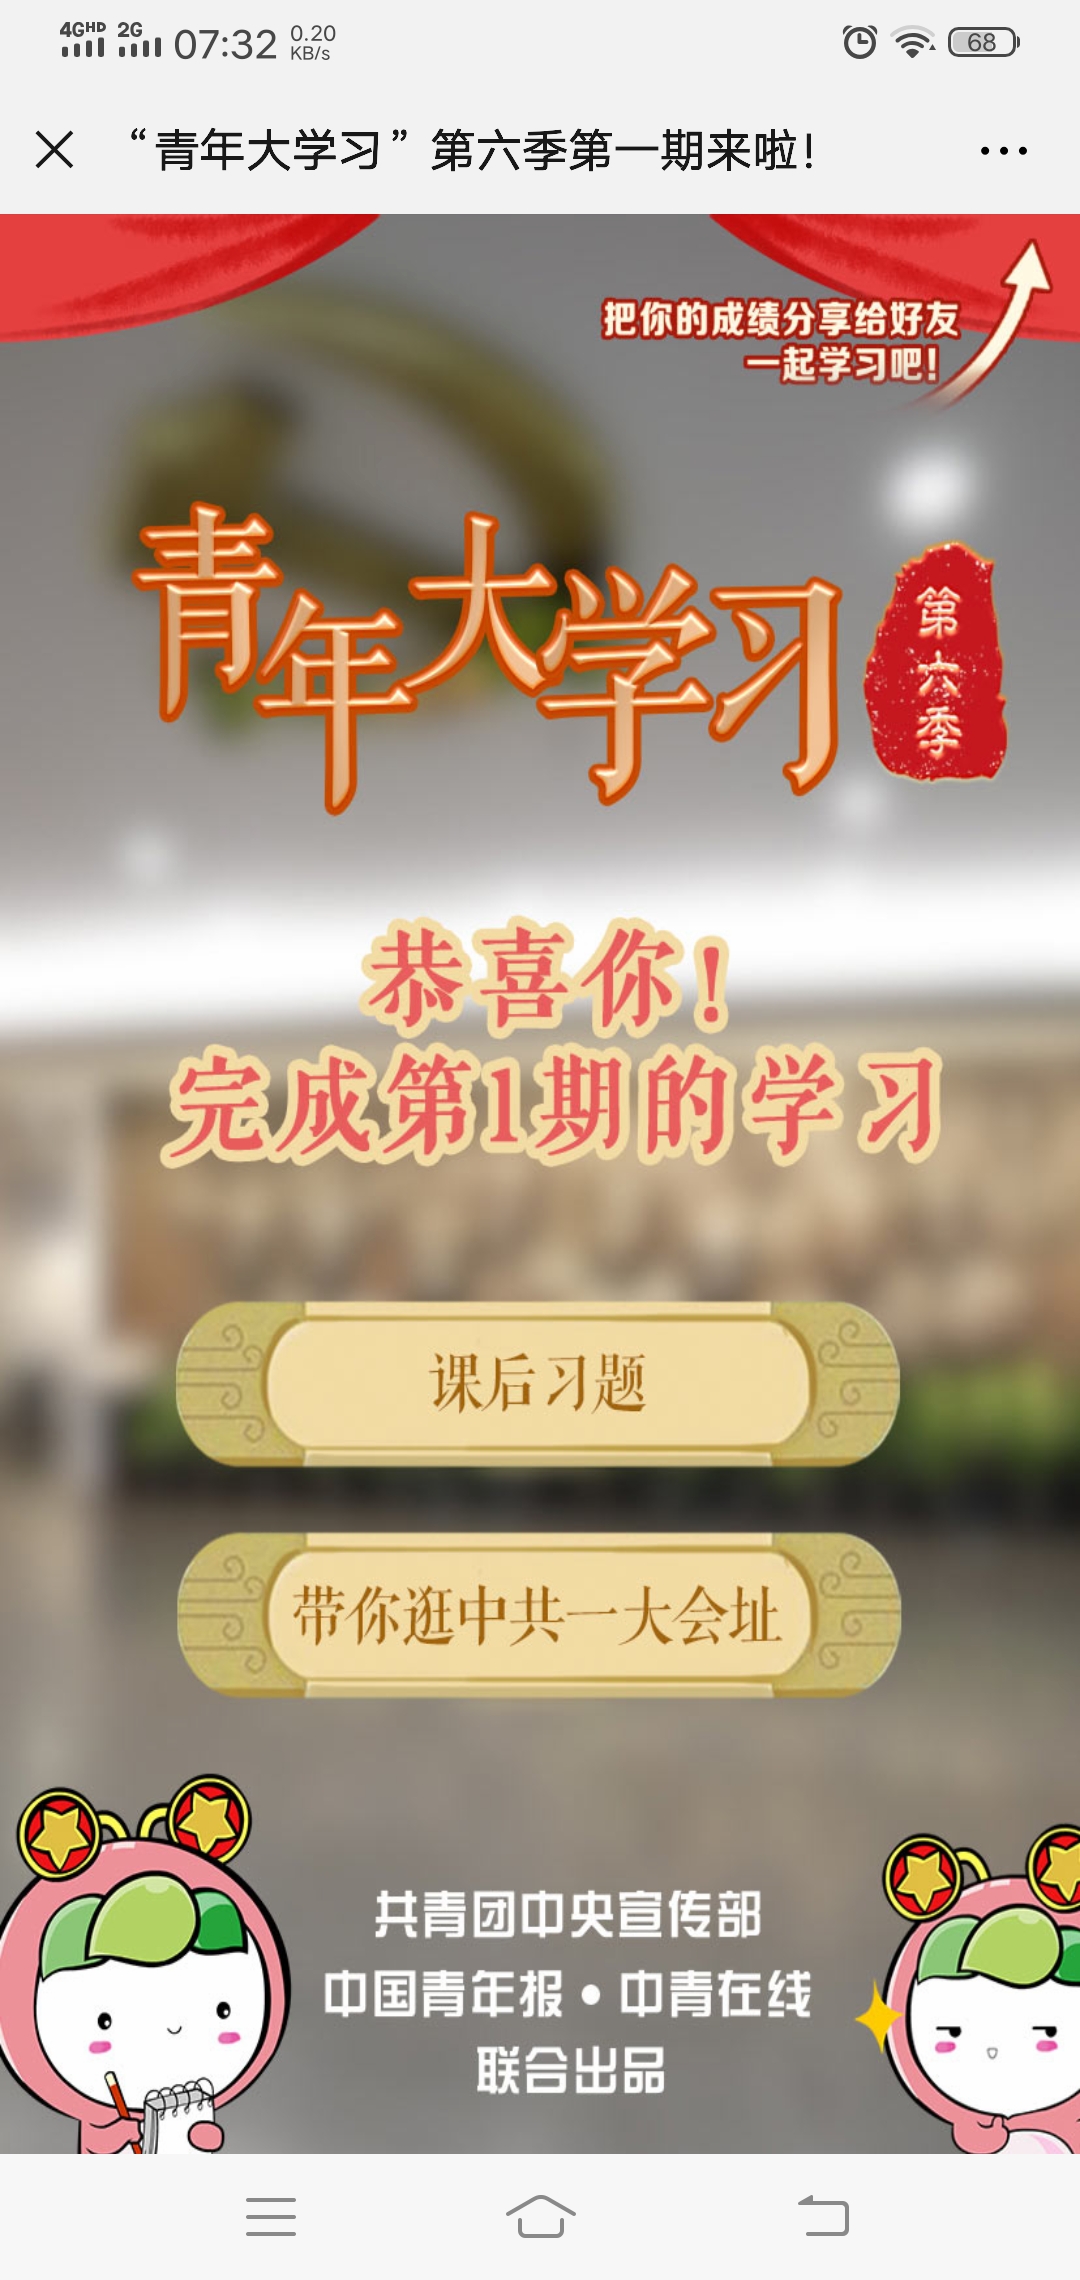 4GHD 2G 07:32 0.20 KB/s 68
“青年大学习”第六季第一期来啦！
把你的成绩分享给好友
一起学习吧！
青年大学习
第六季
恭喜你！
完成第1期的学习
课后习题
带你逛中共一大会址
共青团中央宣传部
中国青年报·中青在线
联合出品